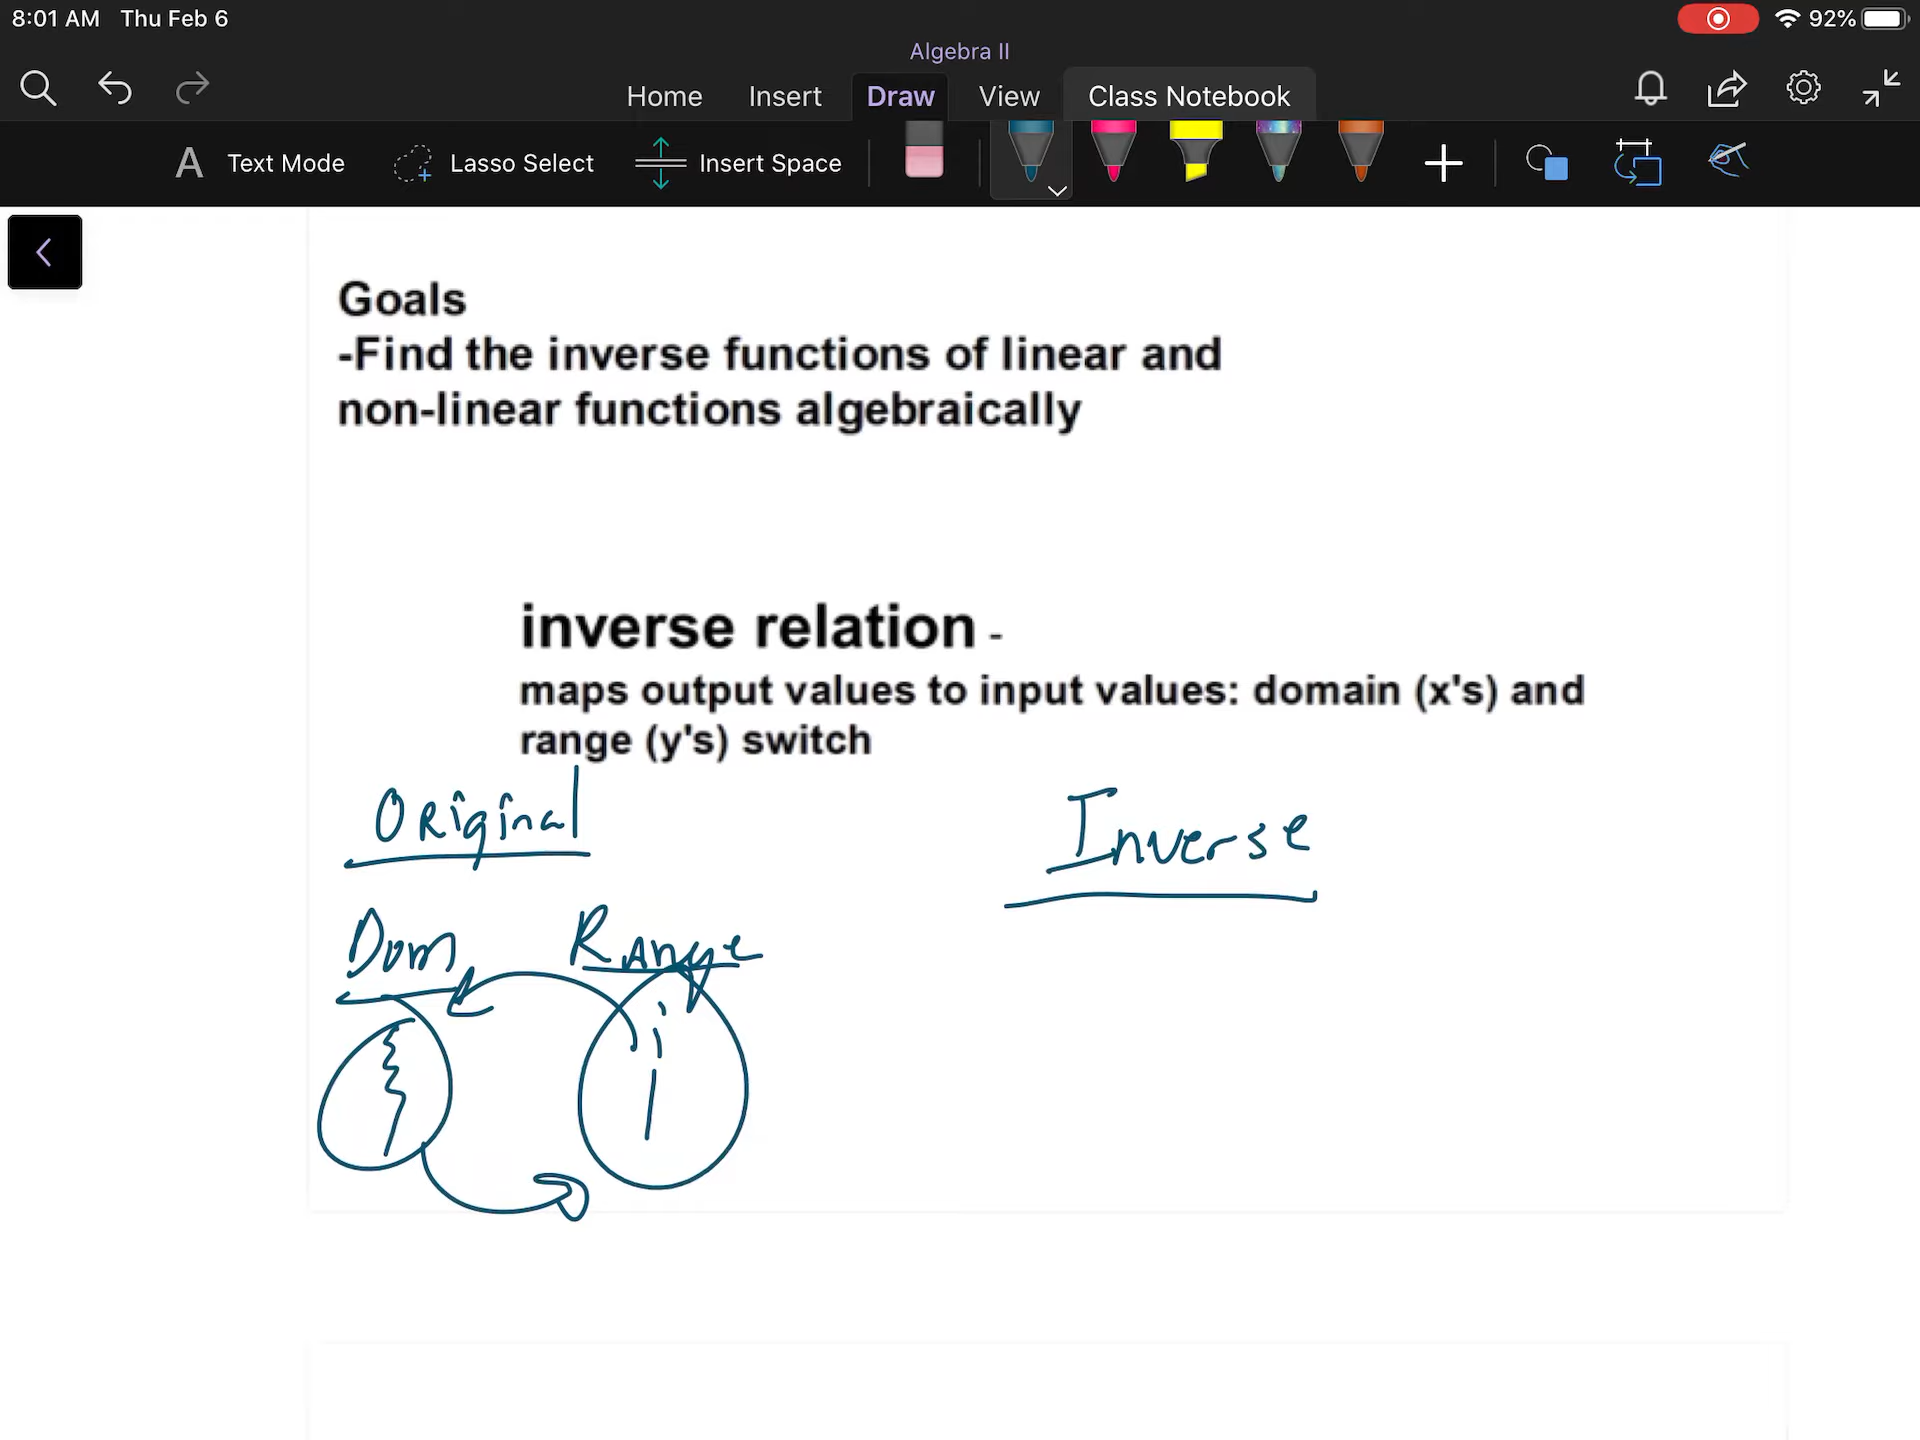 8:01 AM Thu Feb 6
92%
Algebra II
Home Insert Draw View Class Notebook
A Text Mode Lasso Select Insert Space
Goals
-Find the inverse functions of linear and
non-linear functions algebraically
inverse relation -
maps output values to input values: domain (x's) and
range (y's) switch
Original Inverse
Dom Range